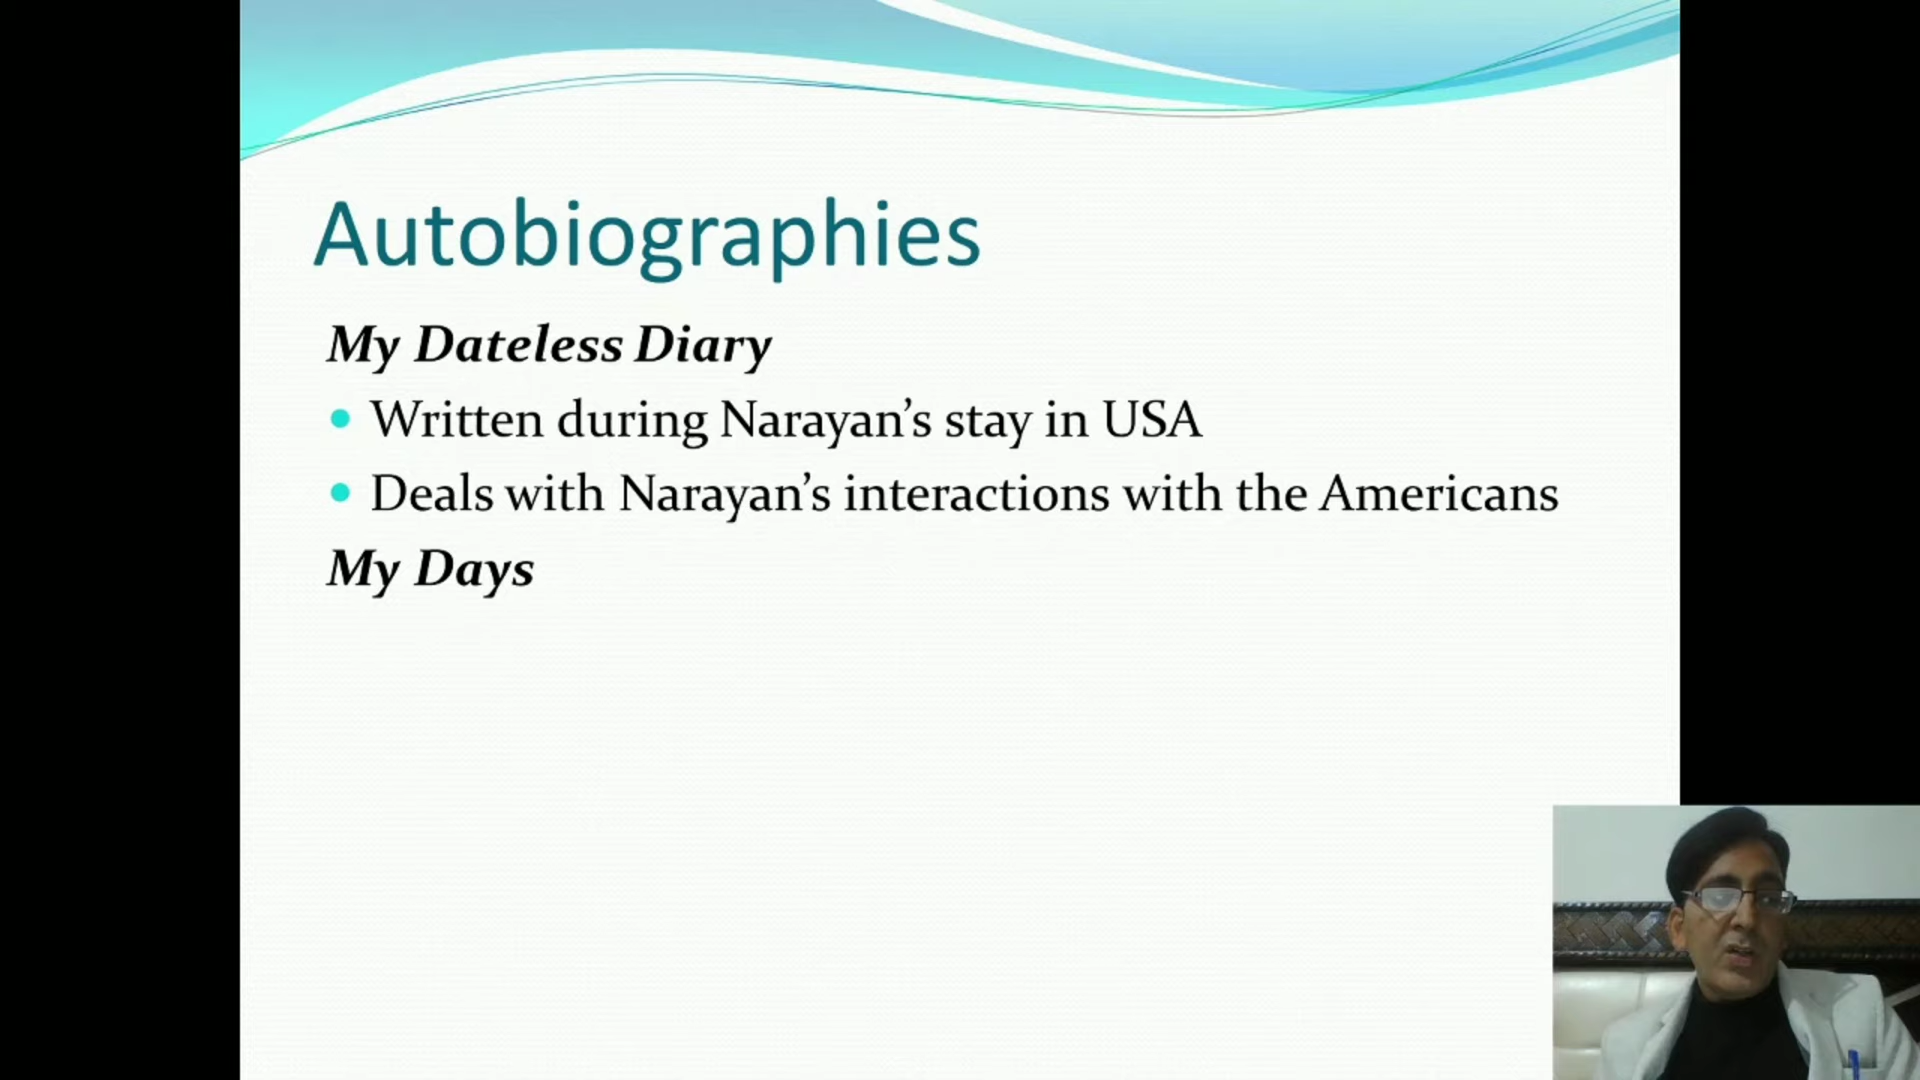 Autobiographies
My Dateless Diary
Written during Narayan’s stay in USA
Deals with Narayan’s interactions with the Americans
My Days